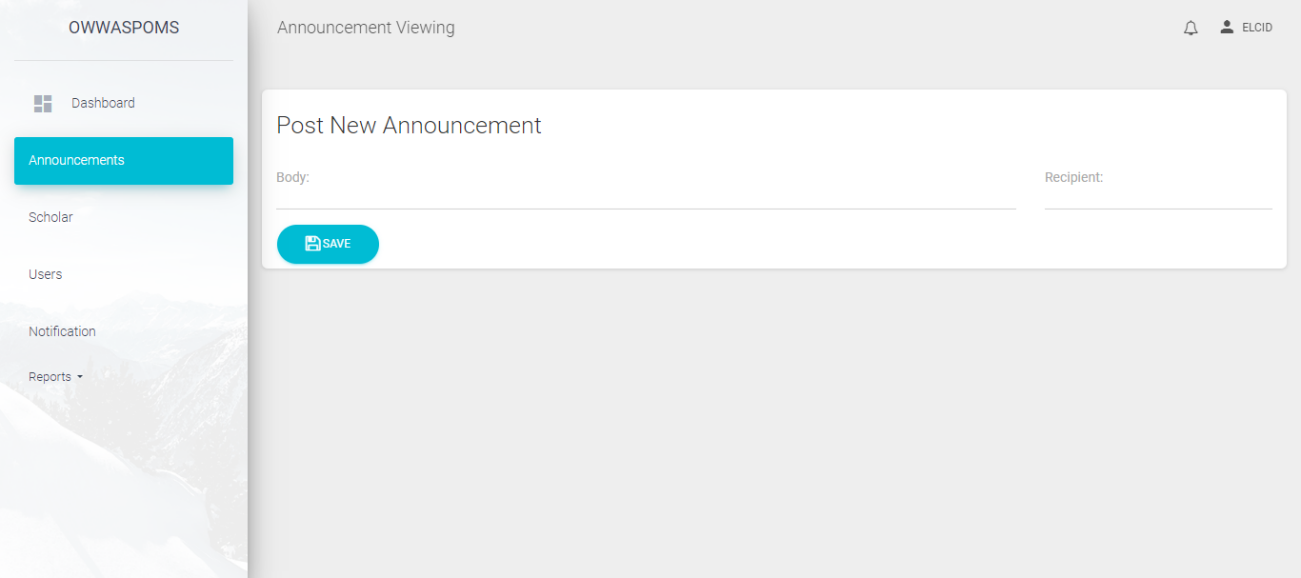 OWWASPOMS
Announcement Viewing
ELCID
Dashboard
Announcements
Scholar
Users
Notification
Reports
Post New Announcement
Body:
Recipient:
SAVE